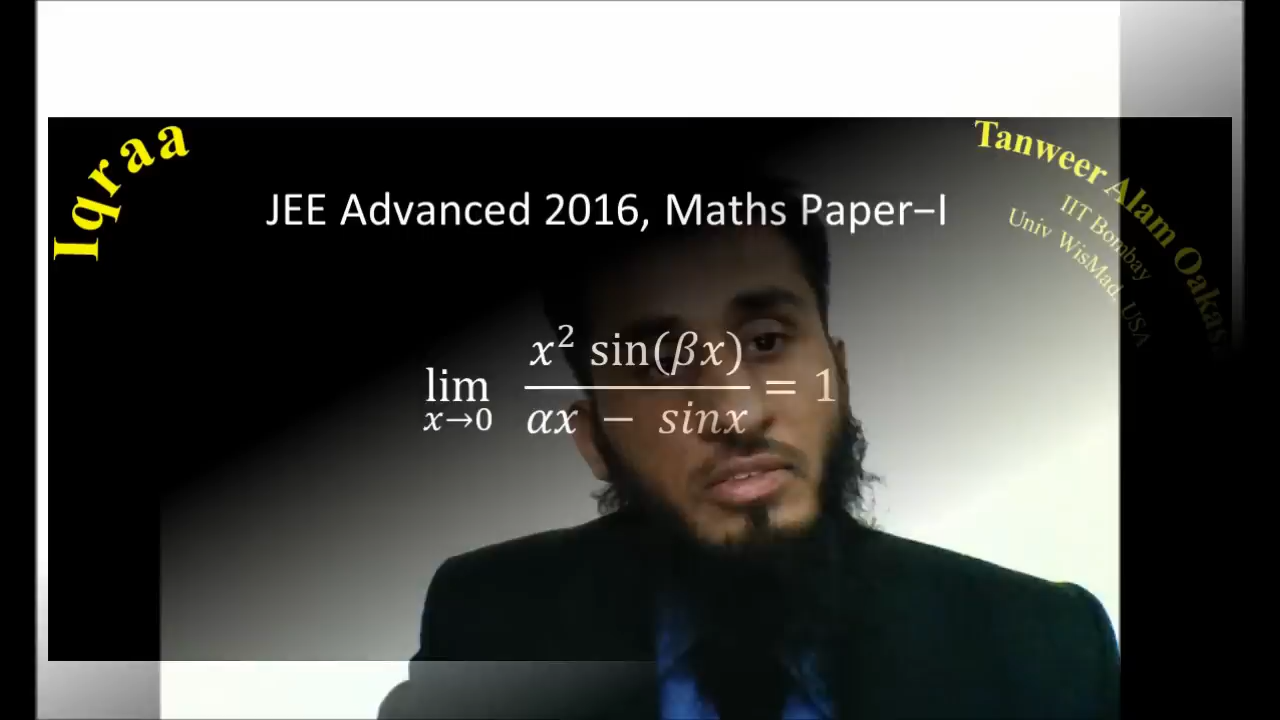 Iqraa
Tanweer Alam Oakas
IIT Bombay
Univ WisMad, USA
JEE Advanced 2016, Maths Paper–I
lim x→0 x² sin(βx) / αx − sinx = 1